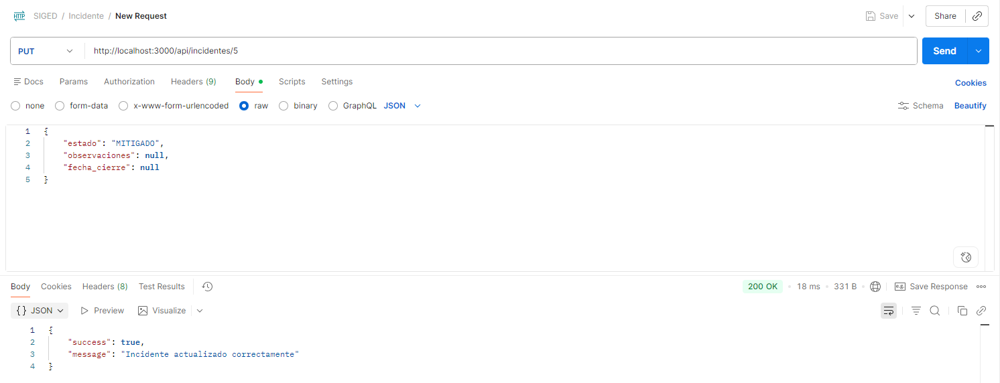 HTTP SIGED / Incidente / New Request Save Share
PUT http://localhost:3000/api/incidentes/5 Send
Docs Params Authorization Headers (9) Body Scripts Settings Cookies
none form-data x-www-form-urlencoded raw binary GraphQL JSON Schema Beautify
1 {
2 "estado": "MITIGADO",
3 "observaciones": null,
4 "fecha_cierre": null
5 }
Body Cookies Headers (8) Test Results 200 OK • 18 ms • 331 B • e.g. Save Response
{} JSON Preview Visualize
1 {
2 "success": true,
3 "message": "Incidente actualizado correctamente"
4 }